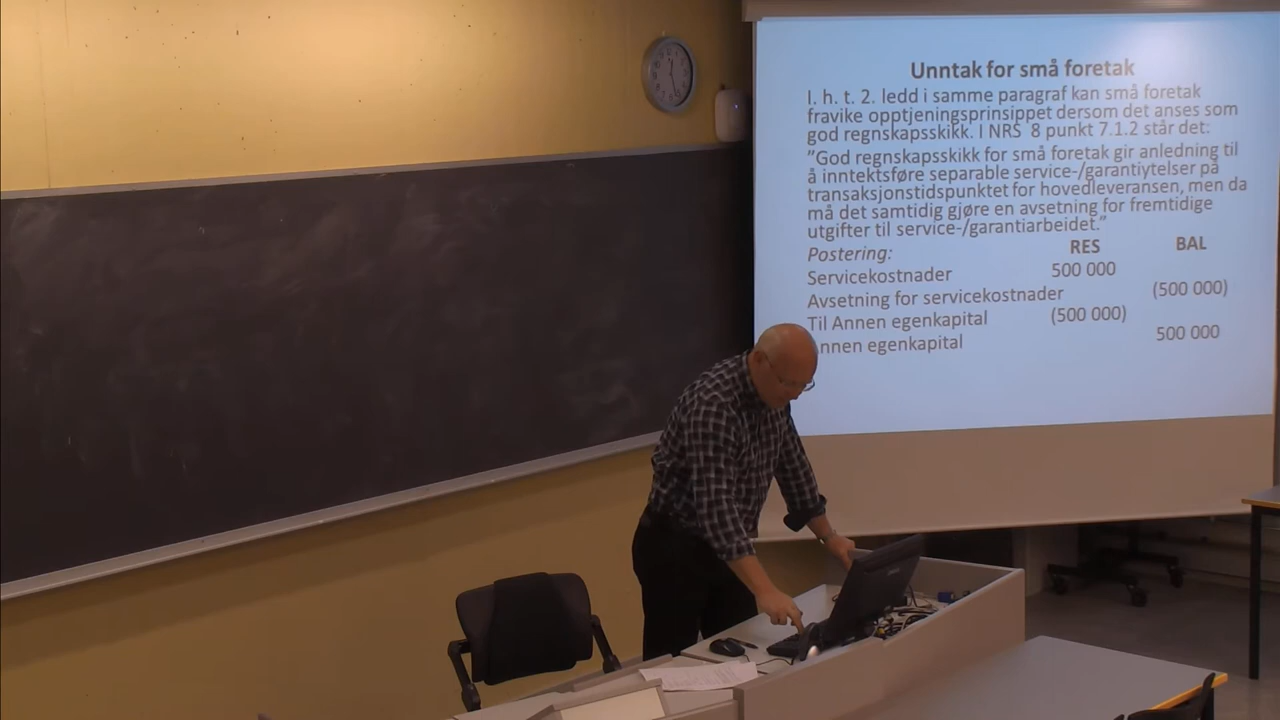 Unntak for små foretak
I. h. t. 2. ledd i samme paragraf kan små foretak
fravike opptjeningsprinsippet dersom det anses som
god regnskapsskikk. I NRS 8 punkt 7.1.2 står det:
"God regnskapsskikk for små foretak gir anledning til
å inntektsføre separable service-/garantiytelser på
transaksjonstidspunktet for hovedleveransen, men da
må det samtidig gjøre en avsetning for fremtidige
utgifter til service-/garantiarbeidet."
Postering: RES BAL
Servicekostnader 500 000
Avsetning for servicekostnader (500 000)
Til Annen egenkapital (500 000)
nnen egenkapital 500 000